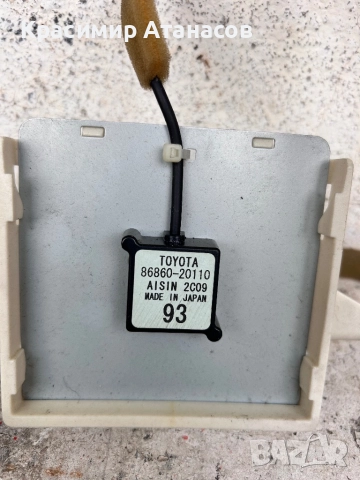 Красимир Атанасов
TOYOTA
86860-20110
AISIN 2C09
MADE IN JAPAN
93
BAZAR